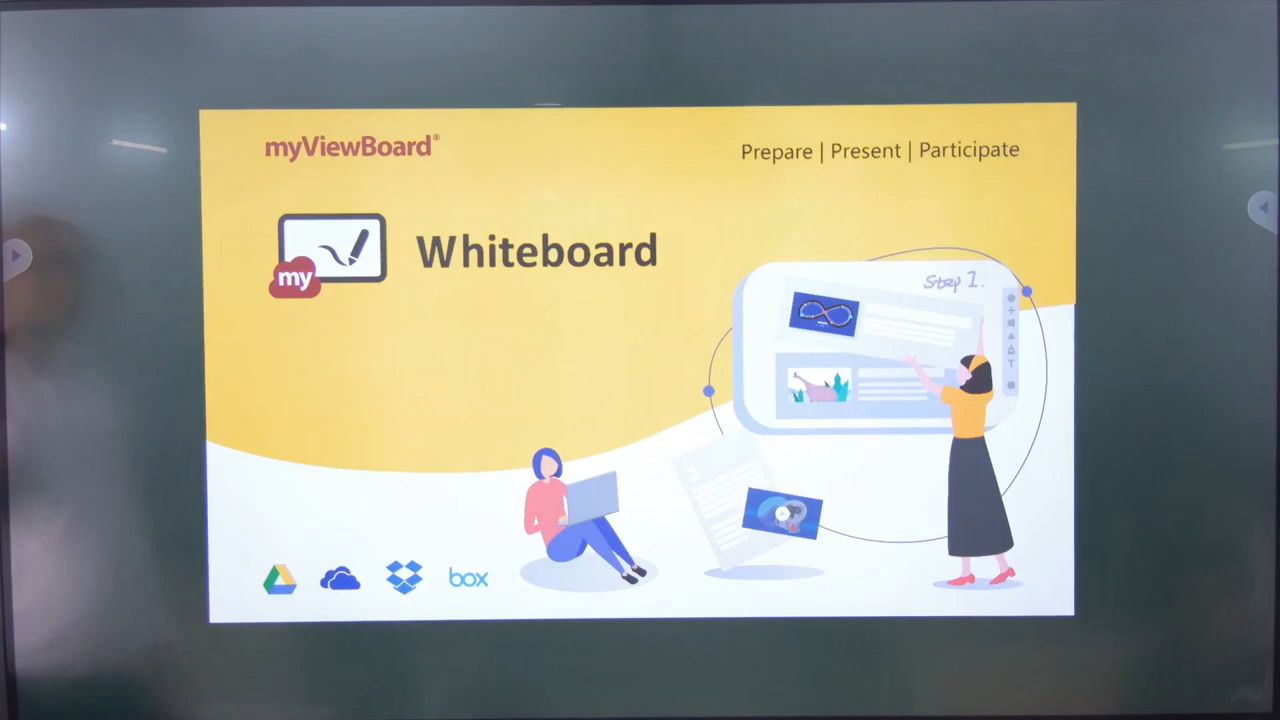 myViewBoard®
Prepare | Present | Participate
my
Whiteboard
Step 1.
box